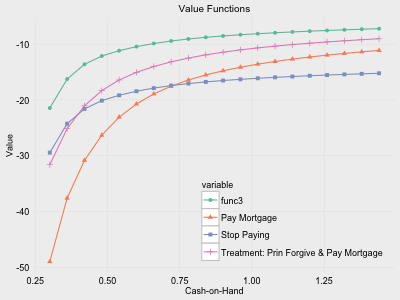 Value Functions
-10
-20
-30
-40
-50
Value
variable
func3
Pay Mortgage
Stop Paying
Treatment: Prin Forgive & Pay Mortgage
0.25
0.50
0.75
1.00
1.25
Cash-on-Hand